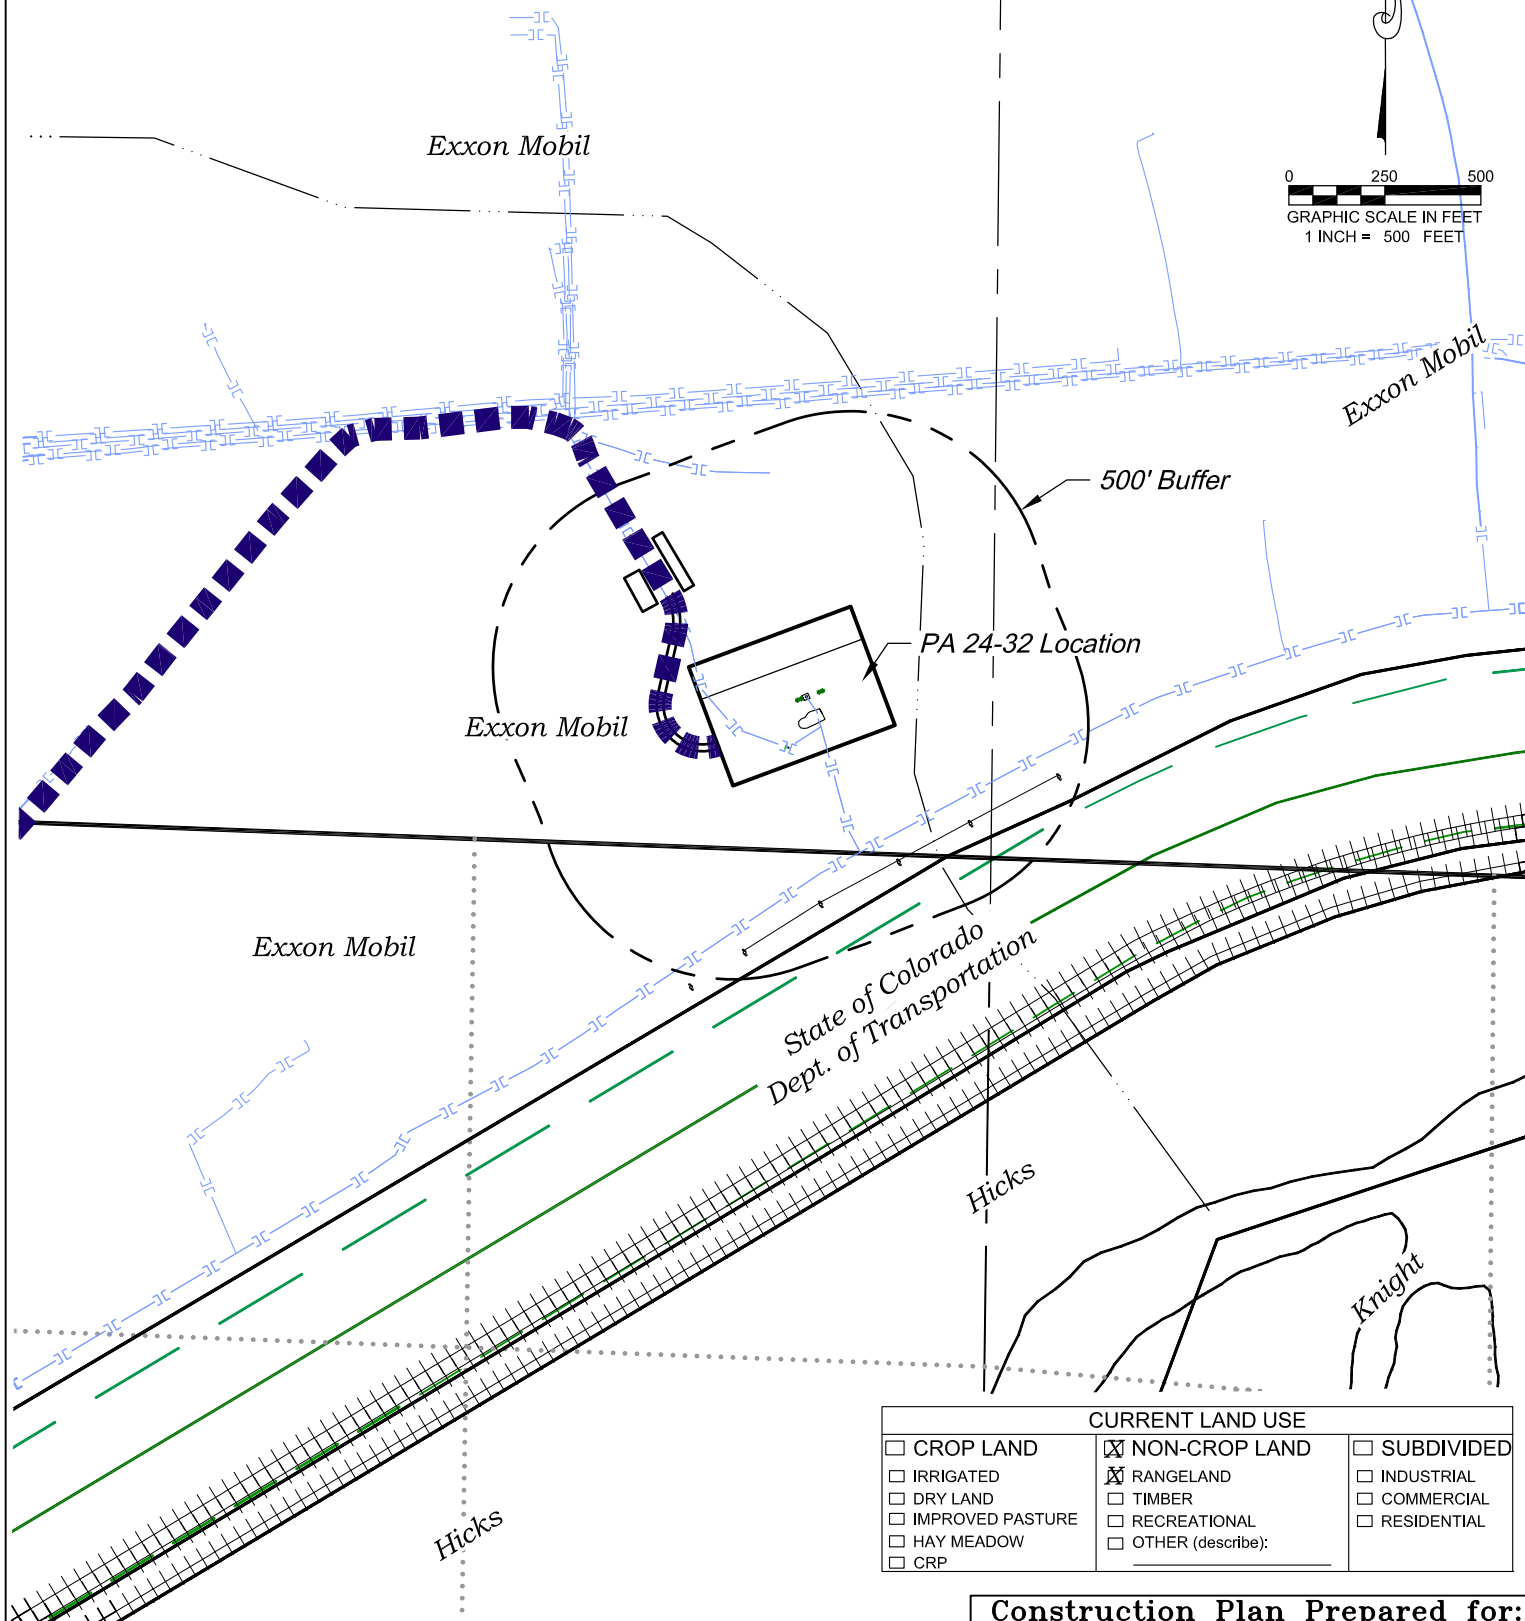 Exxon Mobil
0 250 500
GRAPHIC SCALE IN FEET
1 INCH = 500 FEET
Exxon Mobil
500' Buffer
PA 24-32 Location
Exxon Mobil
Exxon Mobil
State of Colorado
Dept. of Transportation
Hicks
Knight
Hicks
CURRENT LAND USE
CROP LAND
IRRIGATED
DRY LAND
IMPROVED PASTURE
HAY MEADOW
CRP
X NON-CROP LAND
X RANGELAND
TIMBER
RECREATIONAL
OTHER (describe):
SUBDIVIDED
INDUSTRIAL
COMMERCIAL
RESIDENTIAL
Construction Plan Prepared for: